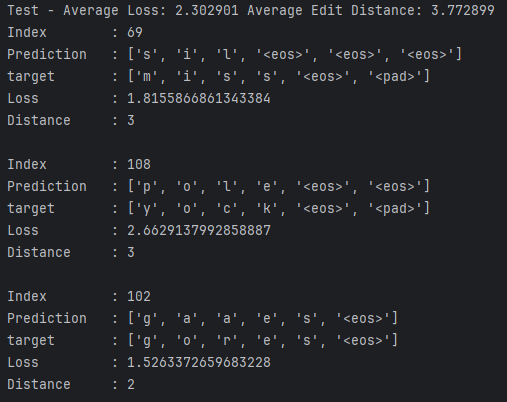 Test - Average Loss: 2.302901 Average Edit Distance: 3.772899
Index : 69
Prediction : ['s', 'i', 'l', '<eos>', '<eos>', '<eos>']
target : ['m', 'i', 's', 's', '<eos>', '<pad>']
Loss : 1.8155866861343384
Distance : 3
Index : 108
Prediction : ['p', 'o', 'l', 'e', '<eos>', '<eos>']
target : ['y', 'o', 'c', 'k', '<eos>', '<pad>']
Loss : 2.6629137992858887
Distance : 3
Index : 102
Prediction : ['g', 'a', 'a', 'e', 's', '<eos>']
target : ['g', 'o', 'r', 'e', 's', '<eos>']
Loss : 1.5263372659683228
Distance : 2